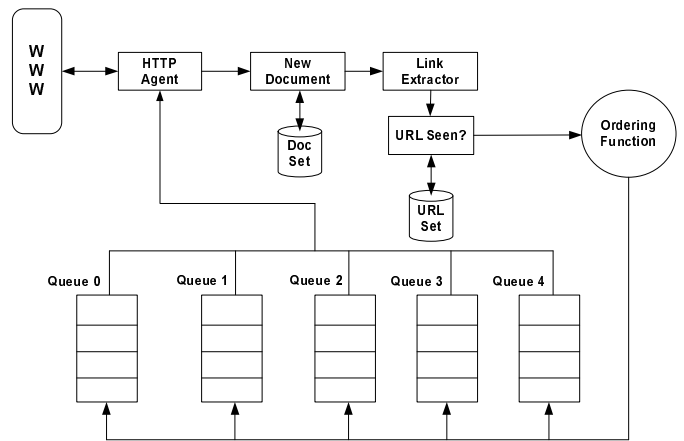 W
W
W
HTTP
Agent
New
Document
Link
Extractor
Doc
Set
URL Seen?
Ordering
Function
URL
Set
Queue 0
Queue 1
Queue 2
Queue 3
Queue 4